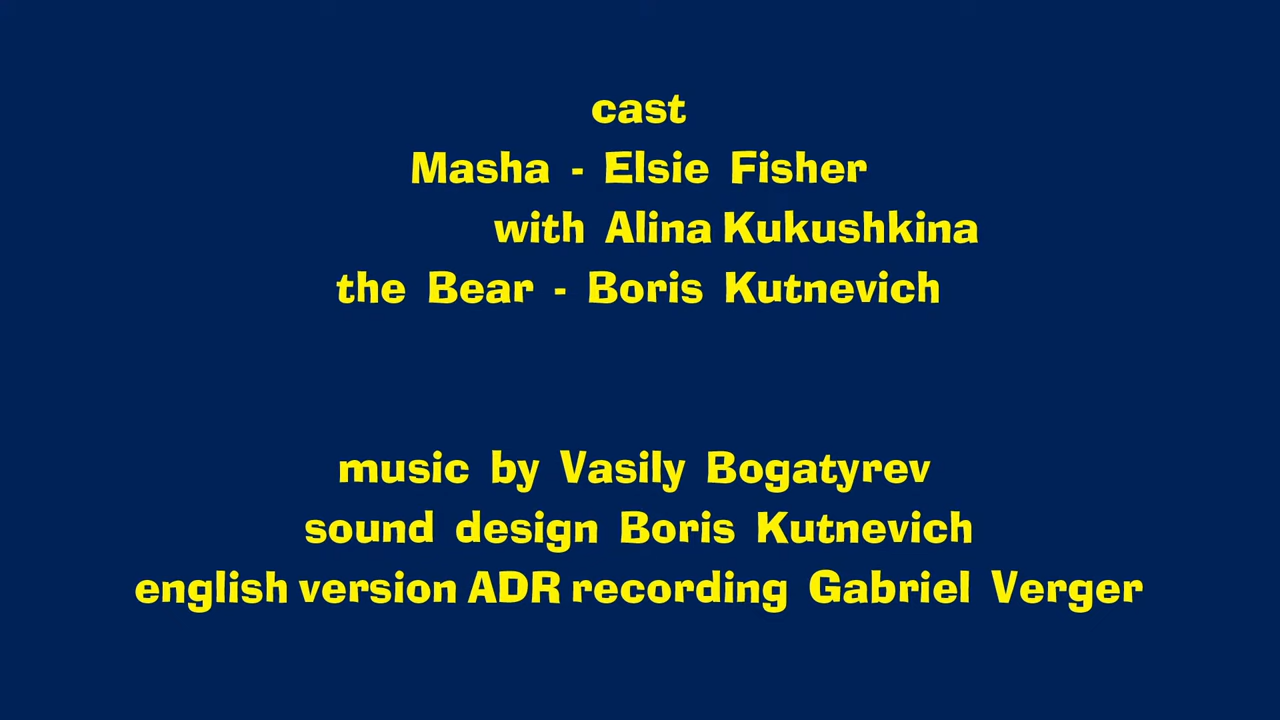 cast
Masha - Elsie Fisher
with Alina Kukushkina
the Bear - Boris Kutnevich
music by Vasily Bogatyrev
sound design Boris Kutnevich
english version ADR recording Gabriel Verger